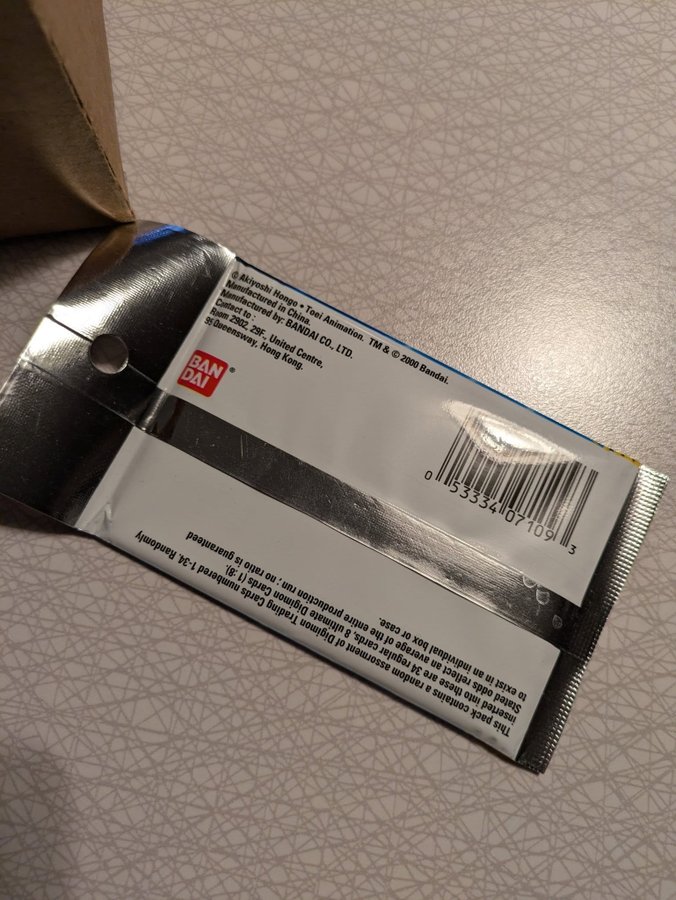 © Akiyoshi Hongo • Toei Animation. TM & © 2000 Bandai.
Manufactured in China.
Manufactured by: BANDAI CO., LTD.
Contact to :
Room 2902, 29F., United Centre,
95 Queensway, Hong Kong.
BAN
DAI®
0 53334 07109 3
This pack contains a random assorment of Digimon Trading Cards numbered 1-34, Randomly
inserted into these are 34 regular cards, 8 ultimate Digimon Cards (1:8).
Stated odds reflect an average of the entire production run ; no ratio is guaranteed
to exist in an individual box or case.